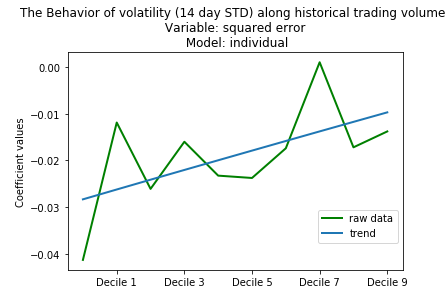 The Behavior of volatility (14 day STD) along historical trading volume
Variable: squared error
Model: individual
0.00
−0.01
−0.02
−0.03
−0.04
Coefficient values
raw data
trend
Decile 1
Decile 3
Decile 5
Decile 7
Decile 9